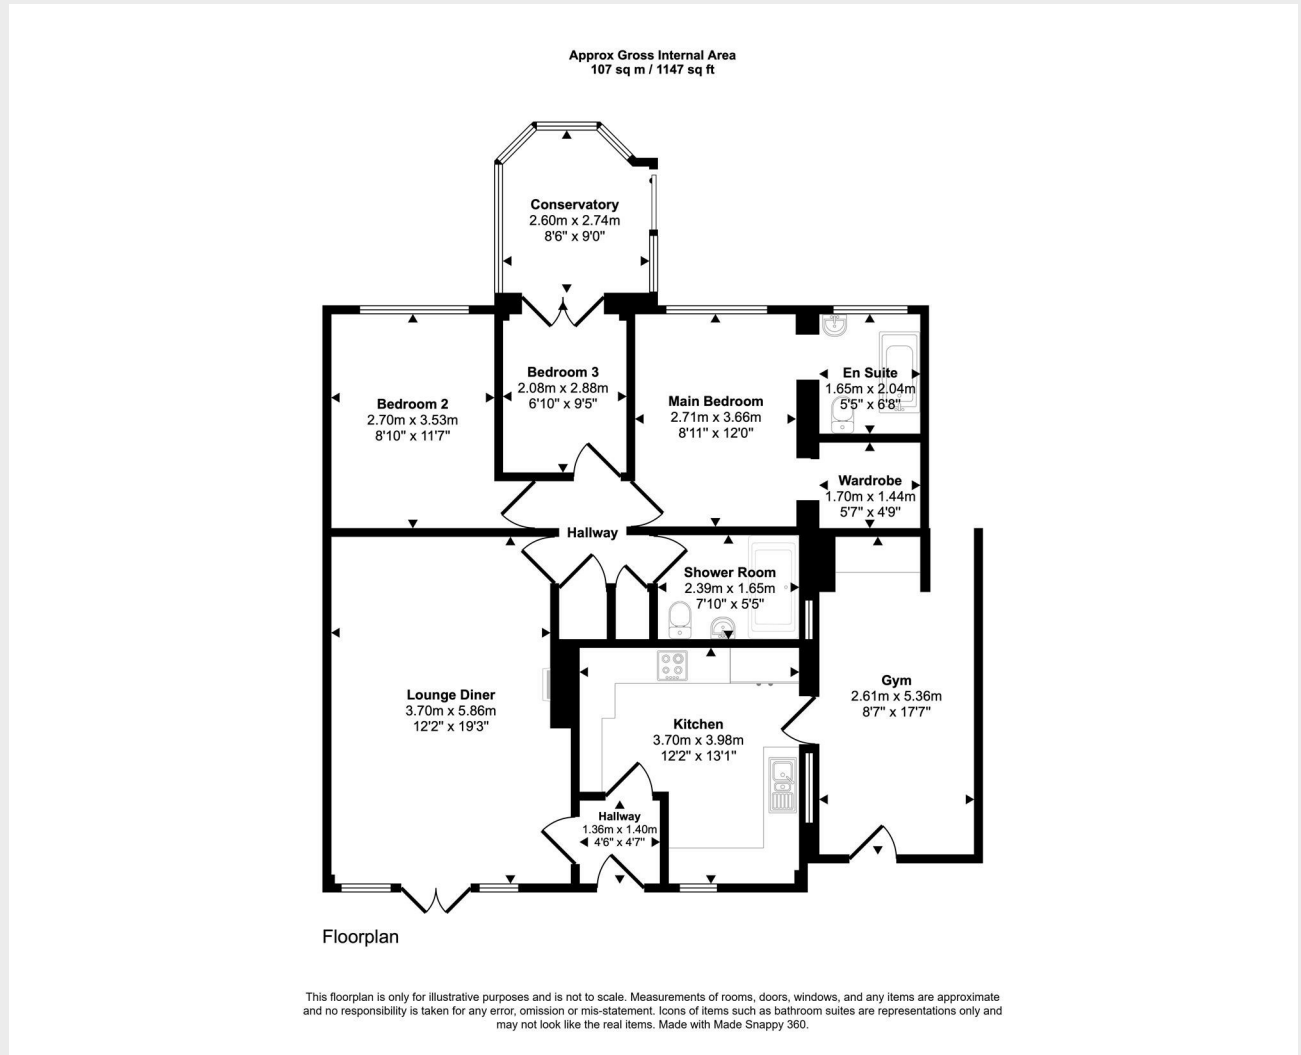 Approx Gross Internal Area
107 sq m / 1147 sq ft
Conservatory
2.60m x 2.74m
8'6" x 9'0"
Bedroom 3
2.08m x 2.88m
6'10" x 9'5"
En Suite
1.65m x 2.04m
5'5" x 6'8"
Bedroom 2
2.70m x 3.53m
8'10" x 11'7"
Main Bedroom
2.71m x 3.66m
8'11" x 12'0"
Wardrobe
1.70m x 1.44m
5'7" x 4'9"
Hallway
Shower Room
2.39m x 1.65m
7'10" x 5'5"
Lounge Diner
3.70m x 5.86m
12'2" x 19'3"
Gym
2.61m x 5.36m
8'7" x 17'7"
Kitchen
3.70m x 3.98m
12'2" x 13'1"
Hallway
1.36m x 1.40m
4'6" x 4'7"
Floorplan
This floorplan is only for illustrative purposes and is not to scale. Measurements of rooms, doors, windows, and any items are approximate
and no responsibility is taken for any error, omission or mis-statement. Icons of items such as bathroom suites are representations only and
may not look like the real items. Made with Made Snappy 360.